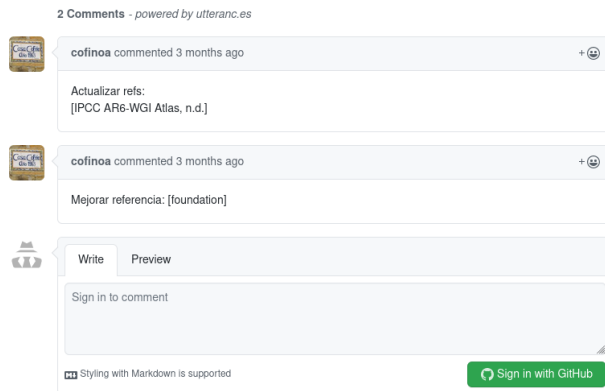 2 Comments - powered by utteranc.es
cofinoa commented 3 months ago
Actualizar refs:
[IPCC AR6-WGI Atlas, n.d.]
cofinoa commented 3 months ago
Mejorar referencia: [foundation]
Write Preview
Sign in to comment
Styling with Markdown is supported
Sign in with GitHub